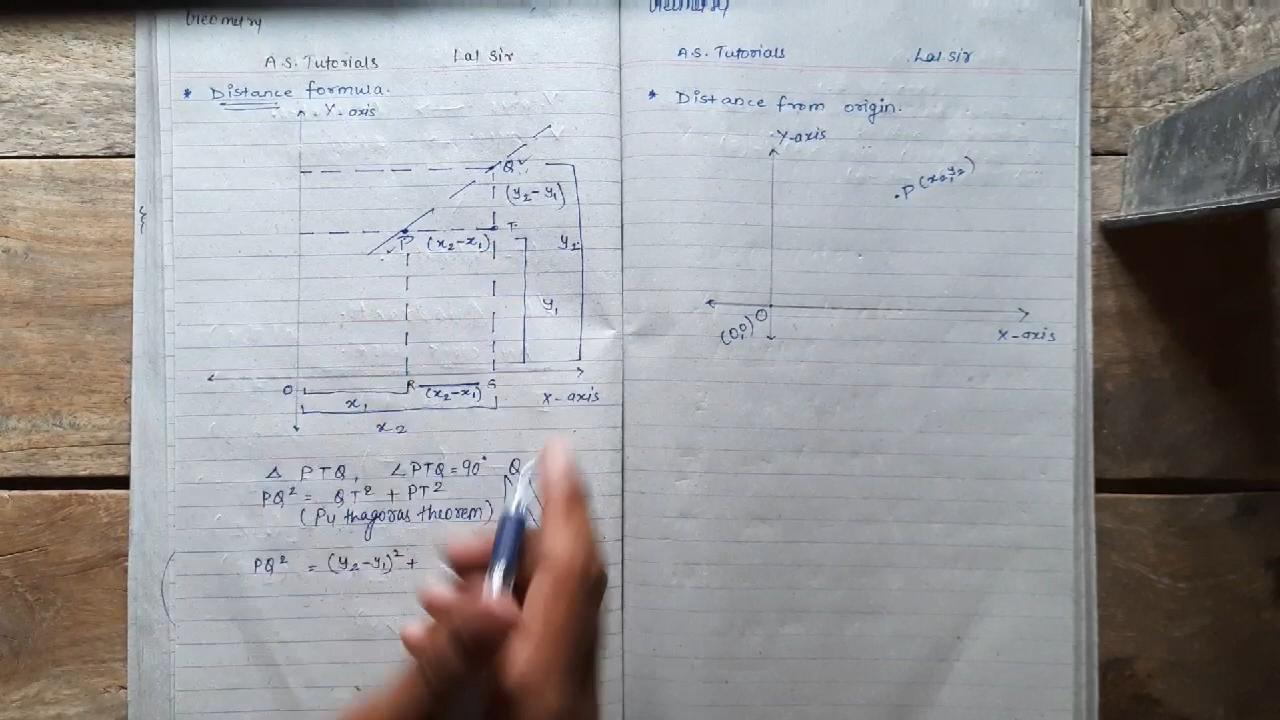 Geometry
A.S. Tutorials Lal Sir
* Distance formula.
Y-axis
Q
(y₂-y₁)
T
P (x₂-x₁) y₂
y₁
O R (x₂-x₁) S
x₁ X-axis
x₂
Δ PTQ, ∠PTQ = 90° Q
PQ² = QT² + PT²
(Pythagoras theorem)
PQ² = (y₂-y₁)² +
A.S. Tutorials Lal Sir
* Distance from origin.
Y-axis
P (x₂,y₂)
(0,0) O
X-axis